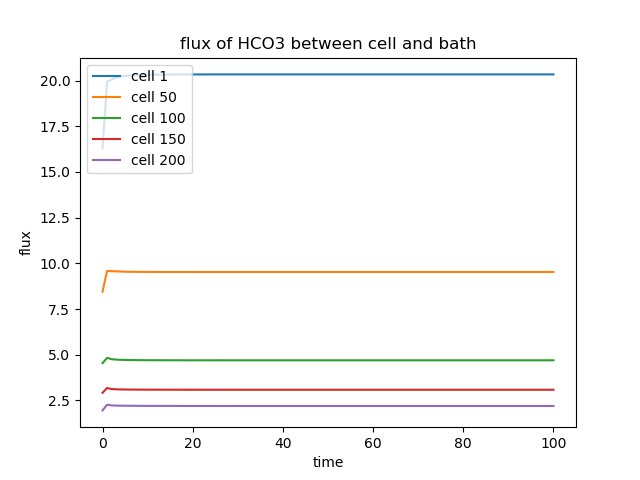 flux of HCO3 between cell and bath
cell 1
cell 50
cell 100
cell 150
cell 200
flux
20.0
17.5
15.0
12.5
10.0
7.5
5.0
2.5
0
20
40
60
80
100
time